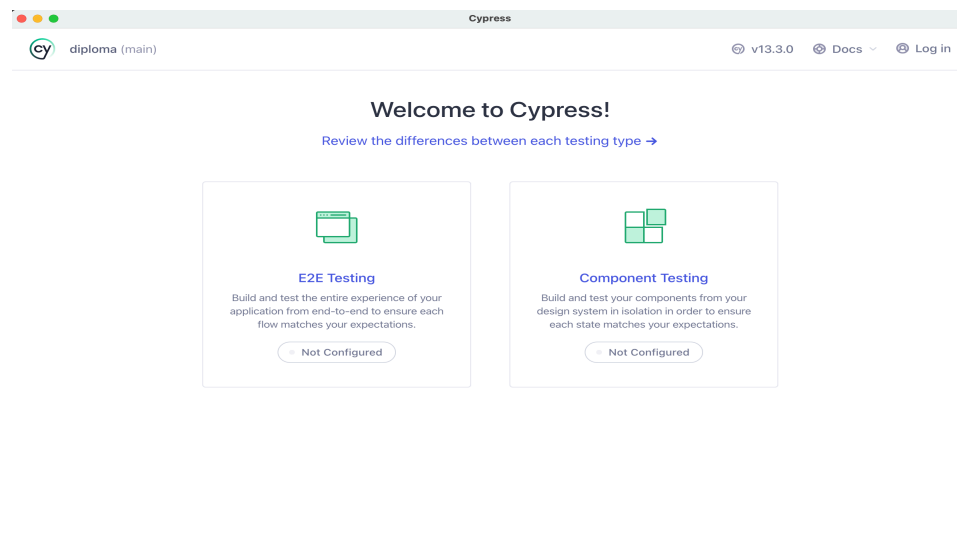 Cypress
cy diploma (main)
cy v13.3.0 Docs Log in
Welcome to Cypress!
Review the differences between each testing type →
E2E Testing
Build and test the entire experience of your
application from end-to-end to ensure each
flow matches your expectations.
Not Configured
Component Testing
Build and test your components from your
design system in isolation in order to ensure
each state matches your expectations.
Not Configured